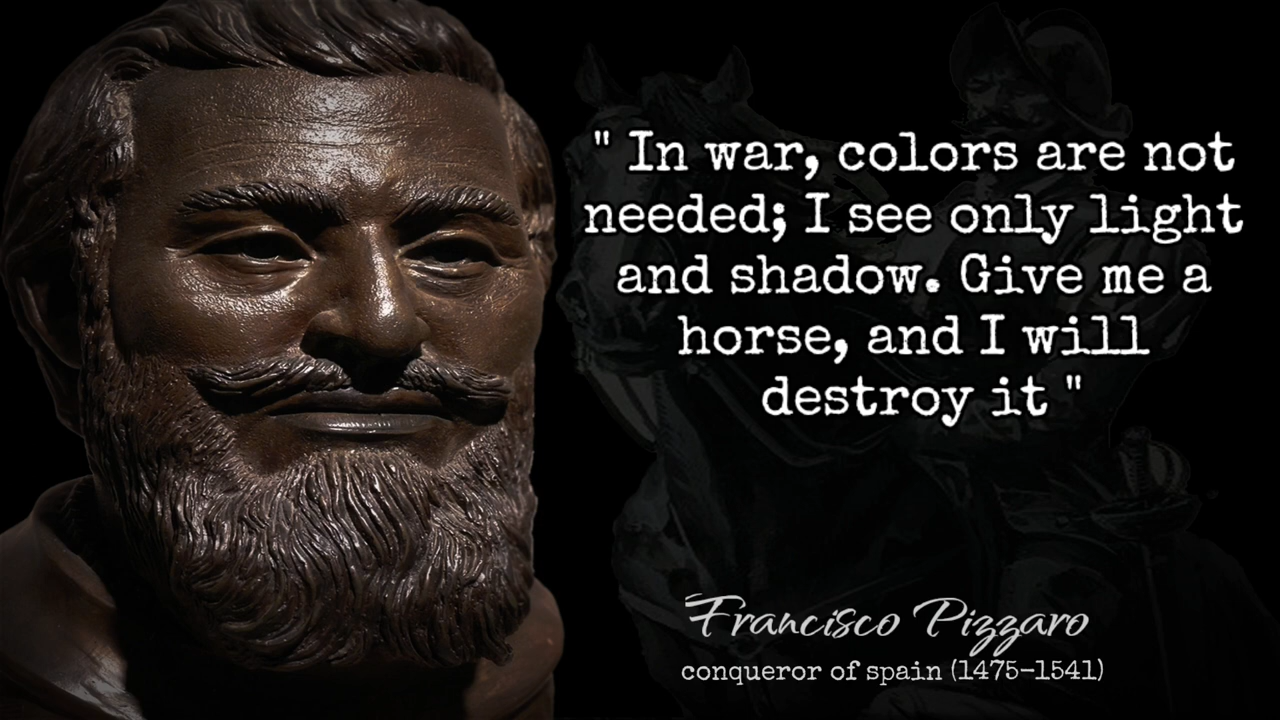 " In war, colors are not
needed; I see only light
and shadow. Give me a
horse, and I will
destroy it "
Francisco Pizzaro
conqueror of spain (1475-1541)